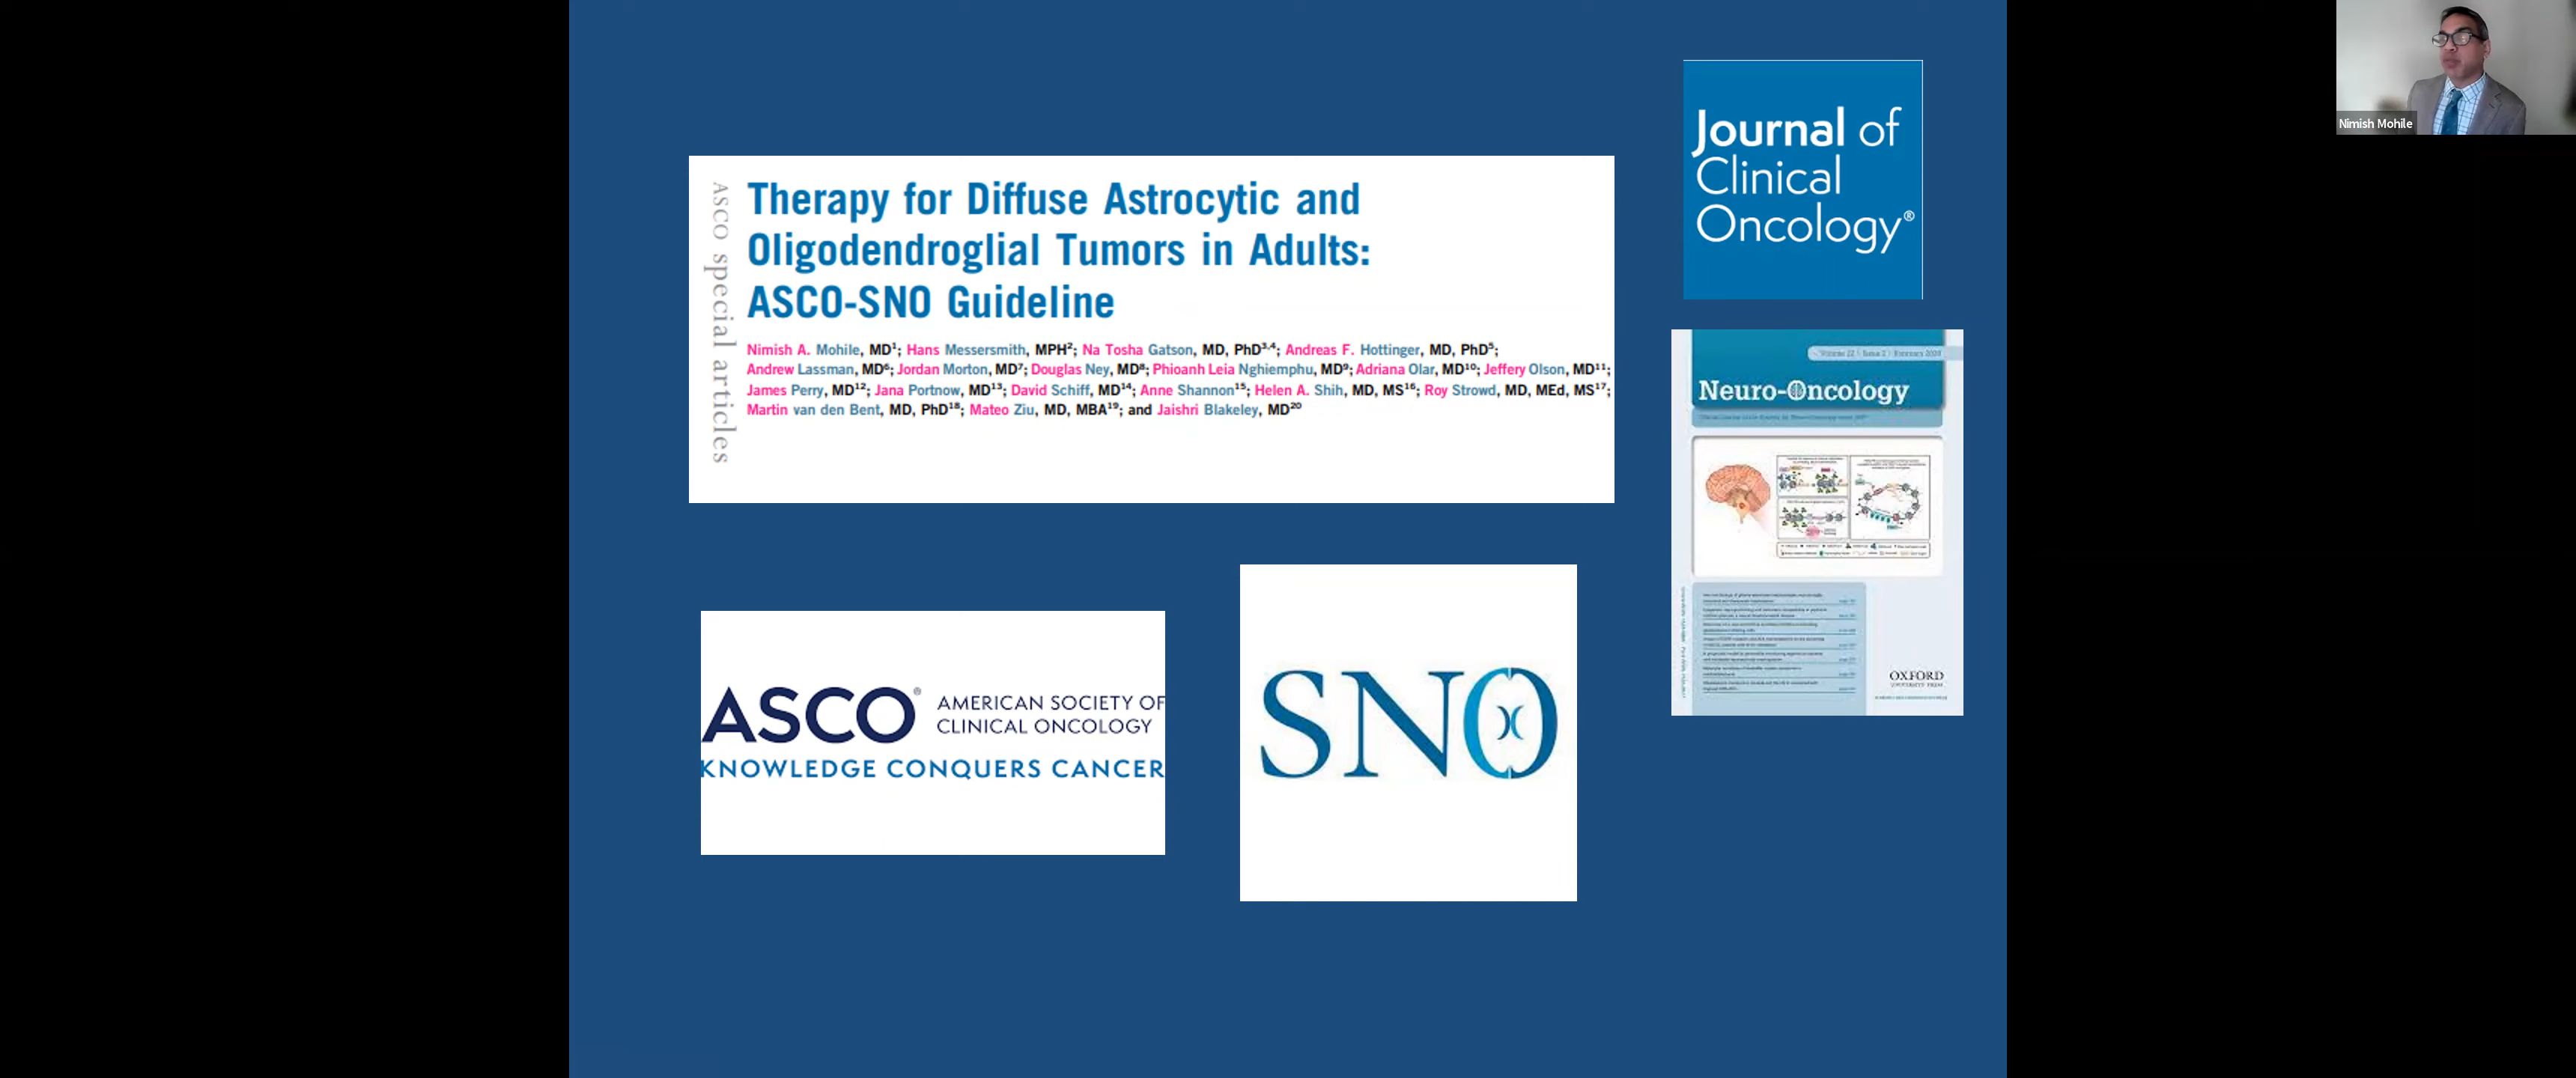 ASCO special articles
Therapy for Diffuse Astrocytic and
Oligodendroglial Tumors in Adults:
ASCO-SNO Guideline
Nimish A. Mohile, MD¹; Hans Messersmith, MPH²; Na Tosha Gatson, MD, PhD³,⁴; Andreas F. Hottinger, MD, PhD⁵;
Andrew Lassman, MD⁶; Jordan Morton, MD⁷; Douglas Ney, MD⁸; Phioanh Leia Nghiemphu, MD⁹; Adriana Olar, MD¹⁰; Jeffery Olson, MD¹¹;
James Perry, MD¹²; Jana Portnow, MD¹³; David Schiff, MD¹⁴; Anne Shannon¹⁵; Helen A. Shih, MD, MS¹⁶; Roy Strowd, MD, MEd, MS¹⁷;
Martin van den Bent, MD, PhD¹⁸; Mateo Ziu, MD, MBA¹⁹; and Jaishri Blakeley, MD²⁰
Journal of
Clinical
Oncology®
Nimish Mohile
Neuro-Oncology
OXFORD
UNIVERSITY PRESS
ASCO®
AMERICAN SOCIETY OF
CLINICAL ONCOLOGY
KNOWLEDGE CONQUERS CANCER
SNO